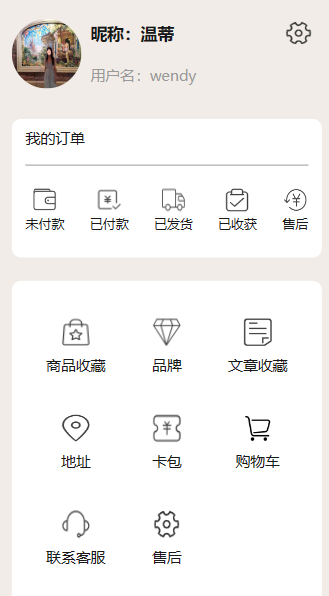 昵称：温蒂
用户名：wendy
我的订单
未付款 已付款 已发货 已收获 售后
商品收藏 品牌 文章收藏
地址 卡包 购物车
联系客服 售后